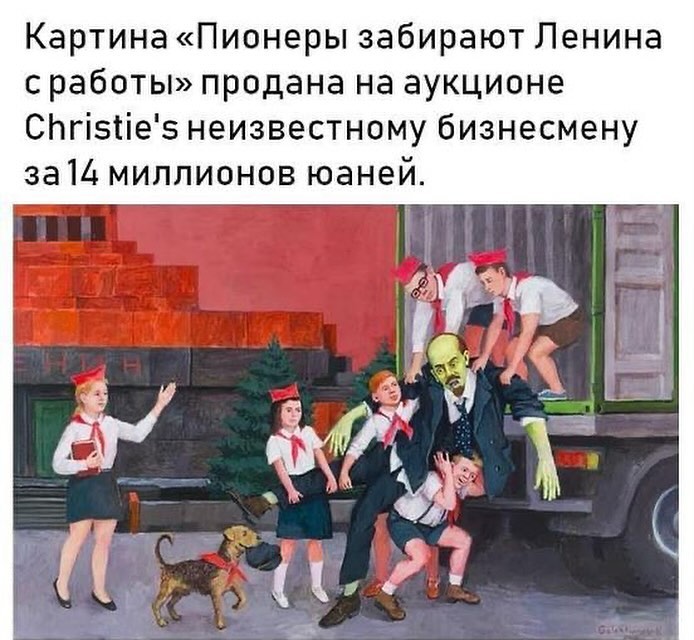 Картина «Пионеры забирают Ленина
с работы» продана на аукционе
Christie's неизвестному бизнесмену
за 14 миллионов юаней.